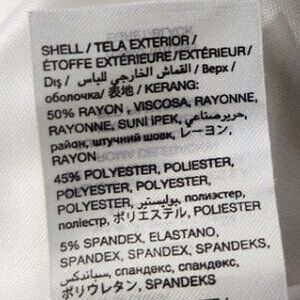 SHELL / TELA EXTERIOR /
ÉTOFFE EXTÉRIEURE/EXTÉRIEUR/
Dış / القماش الخارجي للباس / Верх /
оболочка/ 表地 / KERANG:
50% RAYON , VISCOSA, RAYONNE,
RAYONNE, SUNİ İPEK, حرير صناعي,
район, штучний шовк, レーヨン,
RAYON
45% POLYESTER, POLIESTER,
POLYESTER, POLYESTER,
POLYESTER, بوليستير, полиэстер,
поліестр, ポリエステル, POLIESTER
5% SPANDEX, ELASTANO,
SPANDEX, SPANDEX, SPANDEKS,
سباندكس, спандекс, спандекс,
ポリウレタン, SPANDEKS